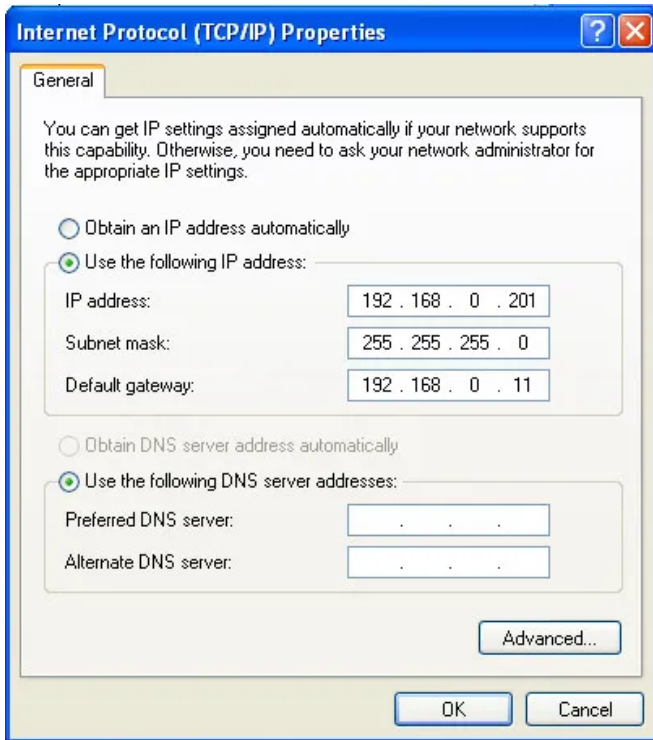 Internet Protocol (TCP/IP) Properties
General
You can get IP settings assigned automatically if your network supports
this capability. Otherwise, you need to ask your network administrator for
the appropriate IP settings.
Obtain an IP address automatically
Use the following IP address:
IP address: 192 . 168 . 0 . 201
Subnet mask: 255 . 255 . 255 . 0
Default gateway: 192 . 168 . 0 . 11
Obtain DNS server address automatically
Use the following DNS server addresses:
Preferred DNS server: . . .
Alternate DNS server: . . .
Advanced...
OK Cancel